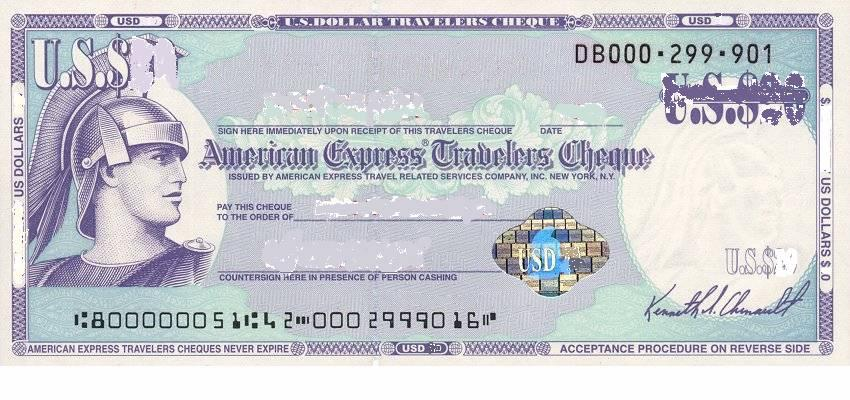 USD
U.S. DOLLAR TRAVELERS CHEQUE
USD
U.S.$
DB000·299·901
U.S.$
SIGN HERE IMMEDIATELY UPON RECEIPT OF THIS TRAVELERS CHEQUE DATE
American Express® Travelers Cheque
ISSUED BY AMERICAN EXPRESS TRAVEL RELATED SERVICES COMPANY, INC. NEW YORK, N.Y.
US DOLLARS
$
US DOLLARS $ 0
PAY THIS CHEQUE
TO THE ORDER OF
USD
U.S.$
COUNTERSIGN HERE IN PRESENCE OF PERSON CASHING
Kenneth I. Chenault
⑆800000051⑆42⑉000299901 6⑈
AMERICAN EXPRESS TRAVELERS CHEQUES NEVER EXPIRE
USD
ACCEPTANCE PROCEDURE ON REVERSE SIDE